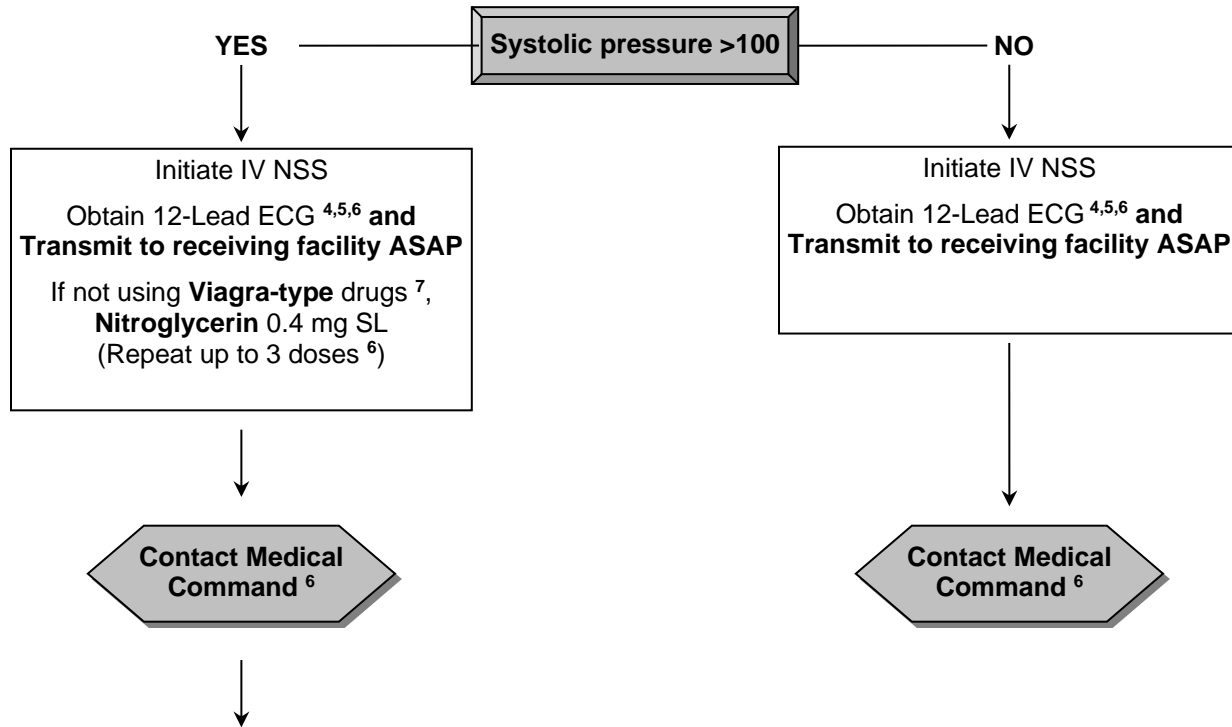 Systolic pressure >100
YES
NO
Initiate IV NSS
Obtain 12-Lead ECG 4,5,6 and
Transmit to receiving facility ASAP
If not using Viagra-type drugs 7,
Nitroglycerin 0.4 mg SL
(Repeat up to 3 doses 6)
Contact Medical
Command 6
Initiate IV NSS
Obtain 12-Lead ECG 4,5,6 and
Transmit to receiving facility ASAP
Contact Medical
Command 6